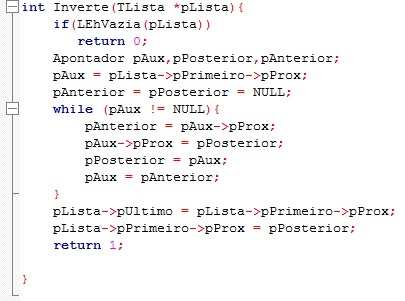 int Inverte(TLista *pLista){
if(LEhVazia(pLista))
return 0;
Apontador pAux,pPosterior,pAnterior;
pAux = pLista->pPrimeiro->pProx;
pAnterior = pPosterior = NULL;
while (pAux != NULL){
pAnterior = pAux->pProx;
pAux->pProx = pPosterior;
pPosterior = pAux;
pAux = pAnterior;
}
pLista->pUltimo = pLista->pPrimeiro->pProx;
pLista->pPrimeiro->pProx = pPosterior;
return 1;
}